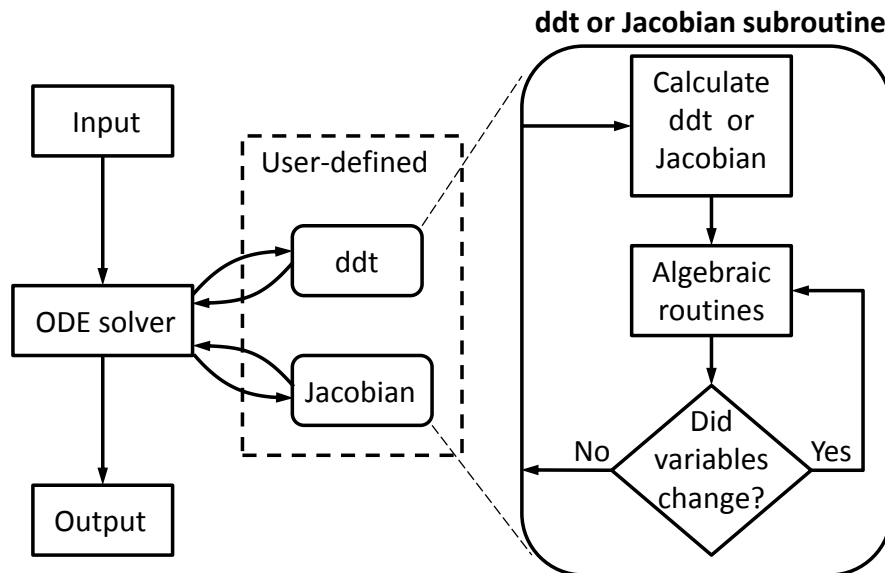 ddt or Jacobian subroutine
Input
User-defined
ddt
ODE solver
Jacobian
Output
Calculate
ddt or
Jacobian
Algebraic
routines
Did
variables
change?
No
Yes